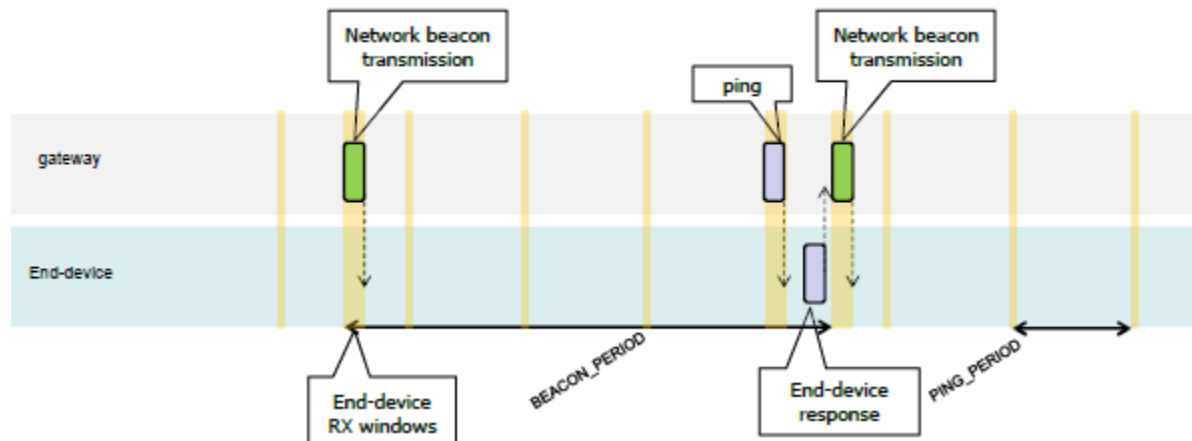 Network beacon
transmission
ping
Network beacon
transmission
gateway
End-device
BEACON_PERIOD
PING_PERIOD
End-device
RX windows
End-device
response